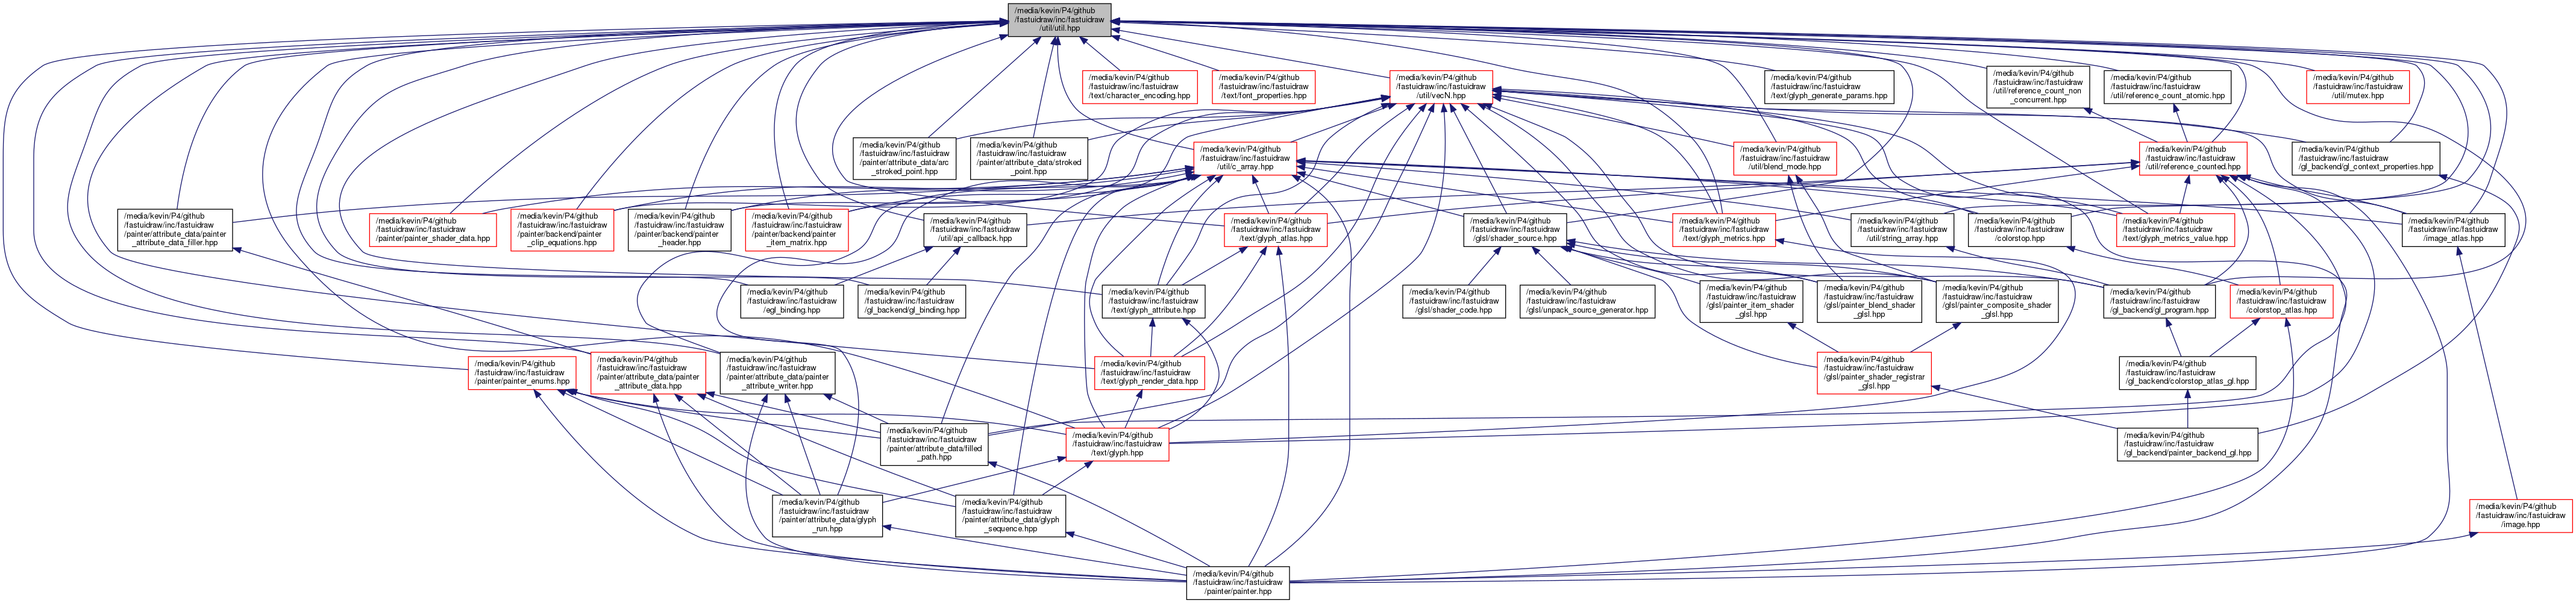 /media/kevin/P4/github
/fastuidraw/inc/fastuidraw
/util/util.hpp
/media/kevin/P4/github
/fastuidraw/inc/fastuidraw
/text/character_encoding.hpp
/media/kevin/P4/github
/fastuidraw/inc/fastuidraw
/text/font_properties.hpp
/media/kevin/P4/github
/fastuidraw/inc/fastuidraw
/util/vecN.hpp
/media/kevin/P4/github
/fastuidraw/inc/fastuidraw
/text/glyph_generate_params.hpp
/media/kevin/P4/github
/fastuidraw/inc/fastuidraw
/util/reference_count_non
_concurrent.hpp
/media/kevin/P4/github
/fastuidraw/inc/fastuidraw
/util/reference_count_atomic.hpp
/media/kevin/P4/github
/fastuidraw/inc/fastuidraw
/util/mutex.hpp
/media/kevin/P4/github
/fastuidraw/inc/fastuidraw
/painter/attribute_data/arc
_stroked_point.hpp
/media/kevin/P4/github
/fastuidraw/inc/fastuidraw
/painter/attribute_data/stroked
_point.hpp
/media/kevin/P4/github
/fastuidraw/inc/fastuidraw
/util/c_array.hpp
/media/kevin/P4/github
/fastuidraw/inc/fastuidraw
/util/blend_mode.hpp
/media/kevin/P4/github
/fastuidraw/inc/fastuidraw
/util/reference_counted.hpp
/media/kevin/P4/github
/fastuidraw/inc/fastuidraw
/gl_backend/gl_context_properties.hpp
/media/kevin/P4/github
/fastuidraw/inc/fastuidraw
/painter/attribute_data/painter
_attribute_data_filler.hpp
/media/kevin/P4/github
/fastuidraw/inc/fastuidraw
/painter/painter_shader_data.hpp
/media/kevin/P4/github
/fastuidraw/inc/fastuidraw
/painter/backend/painter
_clip_equations.hpp
/media/kevin/P4/github
/fastuidraw/inc/fastuidraw
/painter/backend/painter
_header.hpp
/media/kevin/P4/github
/fastuidraw/inc/fastuidraw
/painter/backend/painter
_item_matrix.hpp
/media/kevin/P4/github
/fastuidraw/inc/fastuidraw
/util/api_callback.hpp
/media/kevin/P4/github
/fastuidraw/inc/fastuidraw
/text/glyph_atlas.hpp
/media/kevin/P4/github
/fastuidraw/inc/fastuidraw
/glsl/shader_source.hpp
/media/kevin/P4/github
/fastuidraw/inc/fastuidraw
/text/glyph_metrics.hpp
/media/kevin/P4/github
/fastuidraw/inc/fastuidraw
/util/string_array.hpp
/media/kevin/P4/github
/fastuidraw/inc/fastuidraw
/colorstop.hpp
/media/kevin/P4/github
/fastuidraw/inc/fastuidraw
/text/glyph_metrics_value.hpp
/media/kevin/P4/github
/fastuidraw/inc/fastuidraw
/image_atlas.hpp
/media/kevin/P4/github
/fastuidraw/inc/fastuidraw
/egl_binding.hpp
/media/kevin/P4/github
/fastuidraw/inc/fastuidraw
/gl_backend/gl_binding.hpp
/media/kevin/P4/github
/fastuidraw/inc/fastuidraw
/text/glyph_attribute.hpp
/media/kevin/P4/github
/fastuidraw/inc/fastuidraw
/glsl/shader_code.hpp
/media/kevin/P4/github
/fastuidraw/inc/fastuidraw
/glsl/unpack_source_generator.hpp
/media/kevin/P4/github
/fastuidraw/inc/fastuidraw
/glsl/painter_item_shader
_glsl.hpp
/media/kevin/P4/github
/fastuidraw/inc/fastuidraw
/glsl/painter_blend_shader
_glsl.hpp
/media/kevin/P4/github
/fastuidraw/inc/fastuidraw
/glsl/painter_composite_shader
_glsl.hpp
/media/kevin/P4/github
/fastuidraw/inc/fastuidraw
/gl_backend/gl_program.hpp
/media/kevin/P4/github
/fastuidraw/inc/fastuidraw
/colorstop_atlas.hpp
/media/kevin/P4/github
/fastuidraw/inc/fastuidraw
/painter/painter_enums.hpp
/media/kevin/P4/github
/fastuidraw/inc/fastuidraw
/painter/attribute_data/painter
_attribute_data.hpp
/media/kevin/P4/github
/fastuidraw/inc/fastuidraw
/painter/attribute_data/painter
_attribute_writer.hpp
/media/kevin/P4/github
/fastuidraw/inc/fastuidraw
/text/glyph_render_data.hpp
/media/kevin/P4/github
/fastuidraw/inc/fastuidraw
/glsl/painter_shader_registrar
_glsl.hpp
/media/kevin/P4/github
/fastuidraw/inc/fastuidraw
/gl_backend/colorstop_atlas_gl.hpp
/media/kevin/P4/github
/fastuidraw/inc/fastuidraw
/painter/attribute_data/filled
_path.hpp
/media/kevin/P4/github
/fastuidraw/inc/fastuidraw
/text/glyph.hpp
/media/kevin/P4/github
/fastuidraw/inc/fastuidraw
/gl_backend/painter_backend_gl.hpp
/media/kevin/P4/github
/fastuidraw/inc/fastuidraw
/painter/attribute_data/glyph
_run.hpp
/media/kevin/P4/github
/fastuidraw/inc/fastuidraw
/painter/attribute_data/glyph
_sequence.hpp
/media/kevin/P4/github
/fastuidraw/inc/fastuidraw
/image.hpp
/media/kevin/P4/github
/fastuidraw/inc/fastuidraw
/painter/painter.hpp